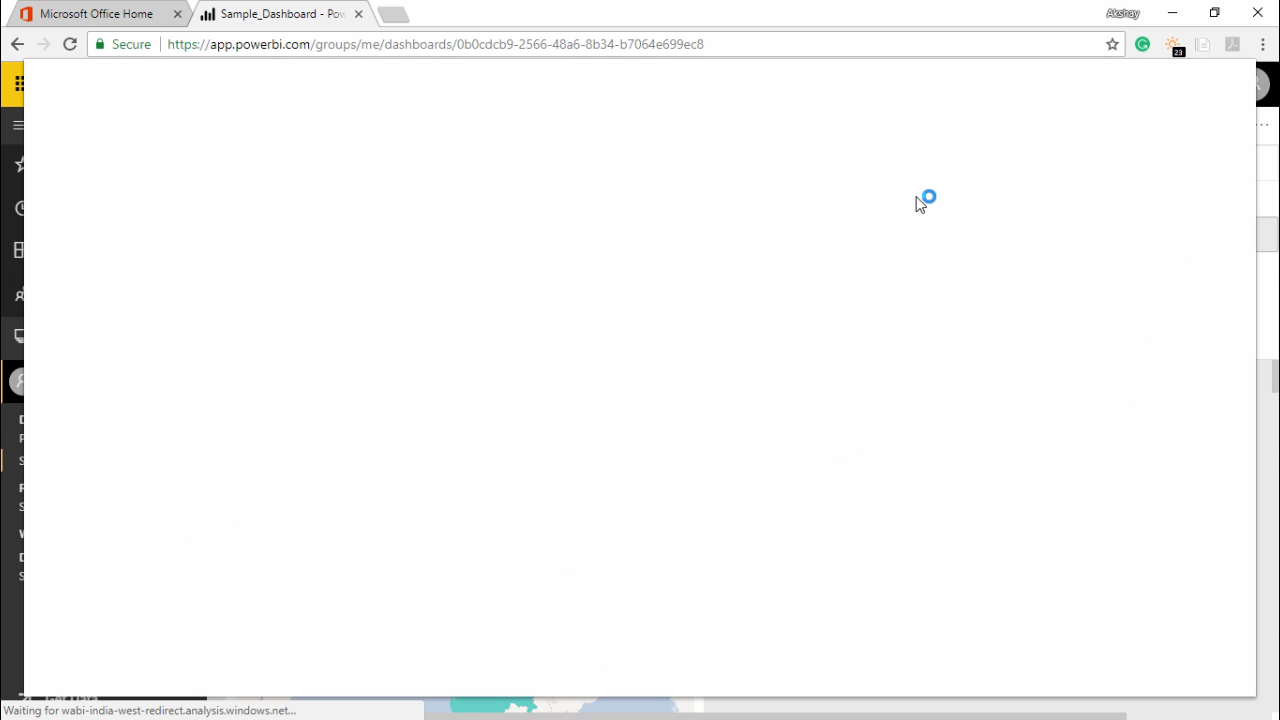 Microsoft Office Home
Sample_Dashboard - Pow
Akshay
Secure
https://app.powerbi.com/groups/me/dashboards/0b0cdcb9-2566-48a6-8b34-b7064e699ec8
23
D
P
S
R
S
W
D
S
Waiting for wabi-india-west-redirect.analysis.windows.net...